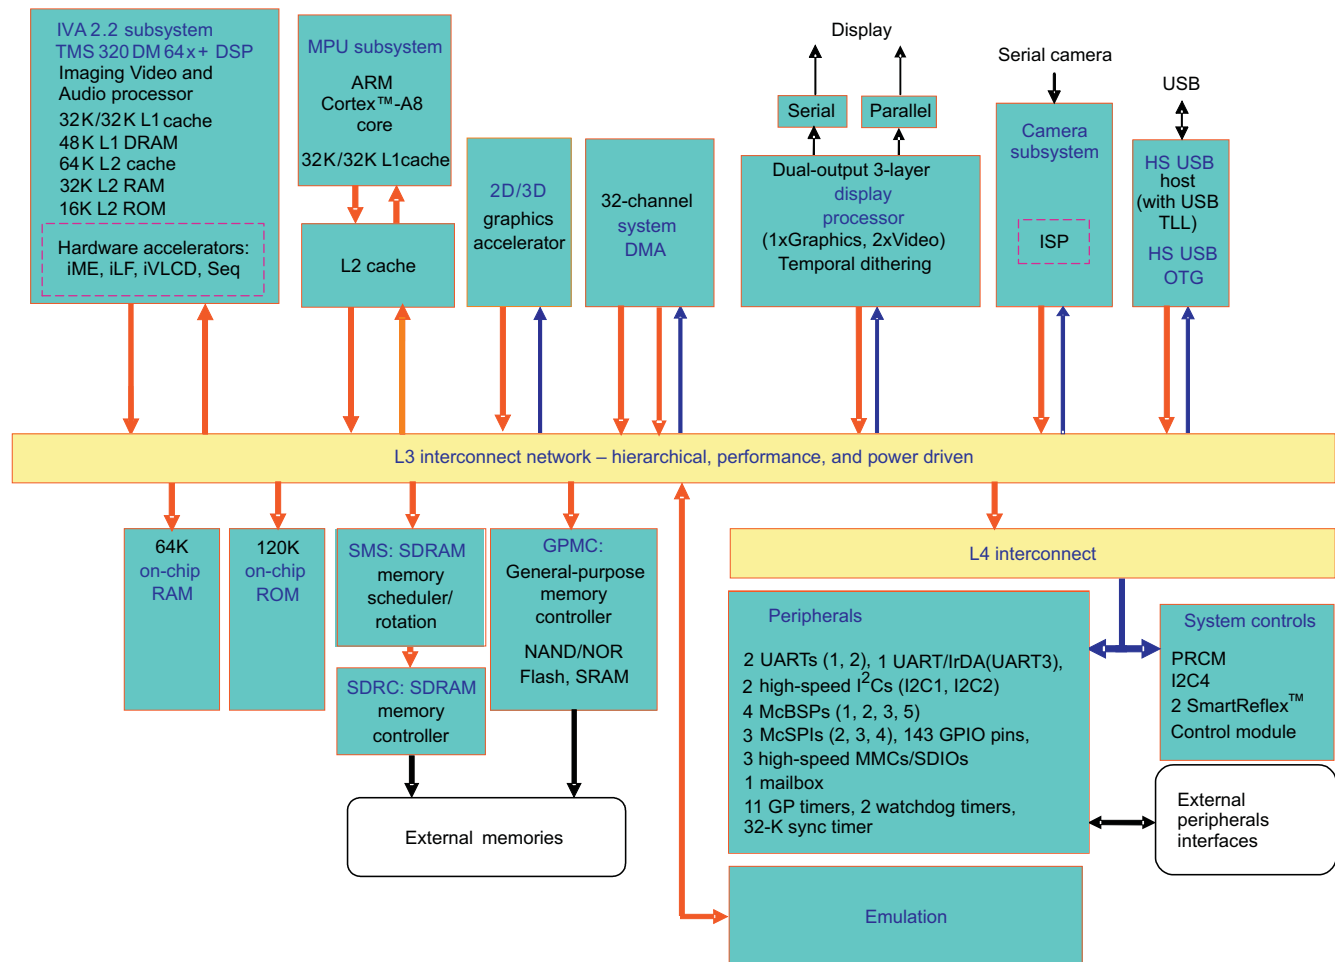 IVA 2.2 subsystem
TMS 320 DM 64x+ DSP
Imaging Video and
Audio processor
32K/32K L1 cache
48K L1 DRAM
64K L2 cache
32K L2 RAM
16K L2 ROM
Hardware accelerators:
iME, iLF, iVLCD, Seq
MPU subsystem
ARM
Cortex™-A8
core
32K/32K L1cache
L2 cache
2D/3D
graphics
accelerator
32-channel
system
DMA
Display
Serial
Parallel
Dual-output 3-layer
display
processor
(1xGraphics, 2xVideo)
Temporal dithering
Serial camera
Camera
subsystem
ISP
USB
HS USB
host
(with USB
TLL)
HS USB
OTG
L3 interconnect network – hierarchical, performance, and power driven
64K
on-chip
RAM
120K
on-chip
ROM
SMS: SDRAM
memory
scheduler/
rotation
SDRC: SDRAM
memory
controller
GPMC:
General-purpose
memory
controller
NAND/NOR
Flash, SRAM
External memories
L4 interconnect
Peripherals
2 UARTs (1, 2), 1 UART/IrDA(UART3),
2 high-speed I²Cs (I2C1, I2C2)
4 McBSPs (1, 2, 3, 5)
3 McSPIs (2, 3, 4), 143 GPIO pins,
3 high-speed MMCs/SDIOs
1 mailbox
11 GP timers, 2 watchdog timers,
32-K sync timer
System controls
PRCM
I2C4
2 SmartReflex™
Control module
External
peripherals
interfaces
Emulation